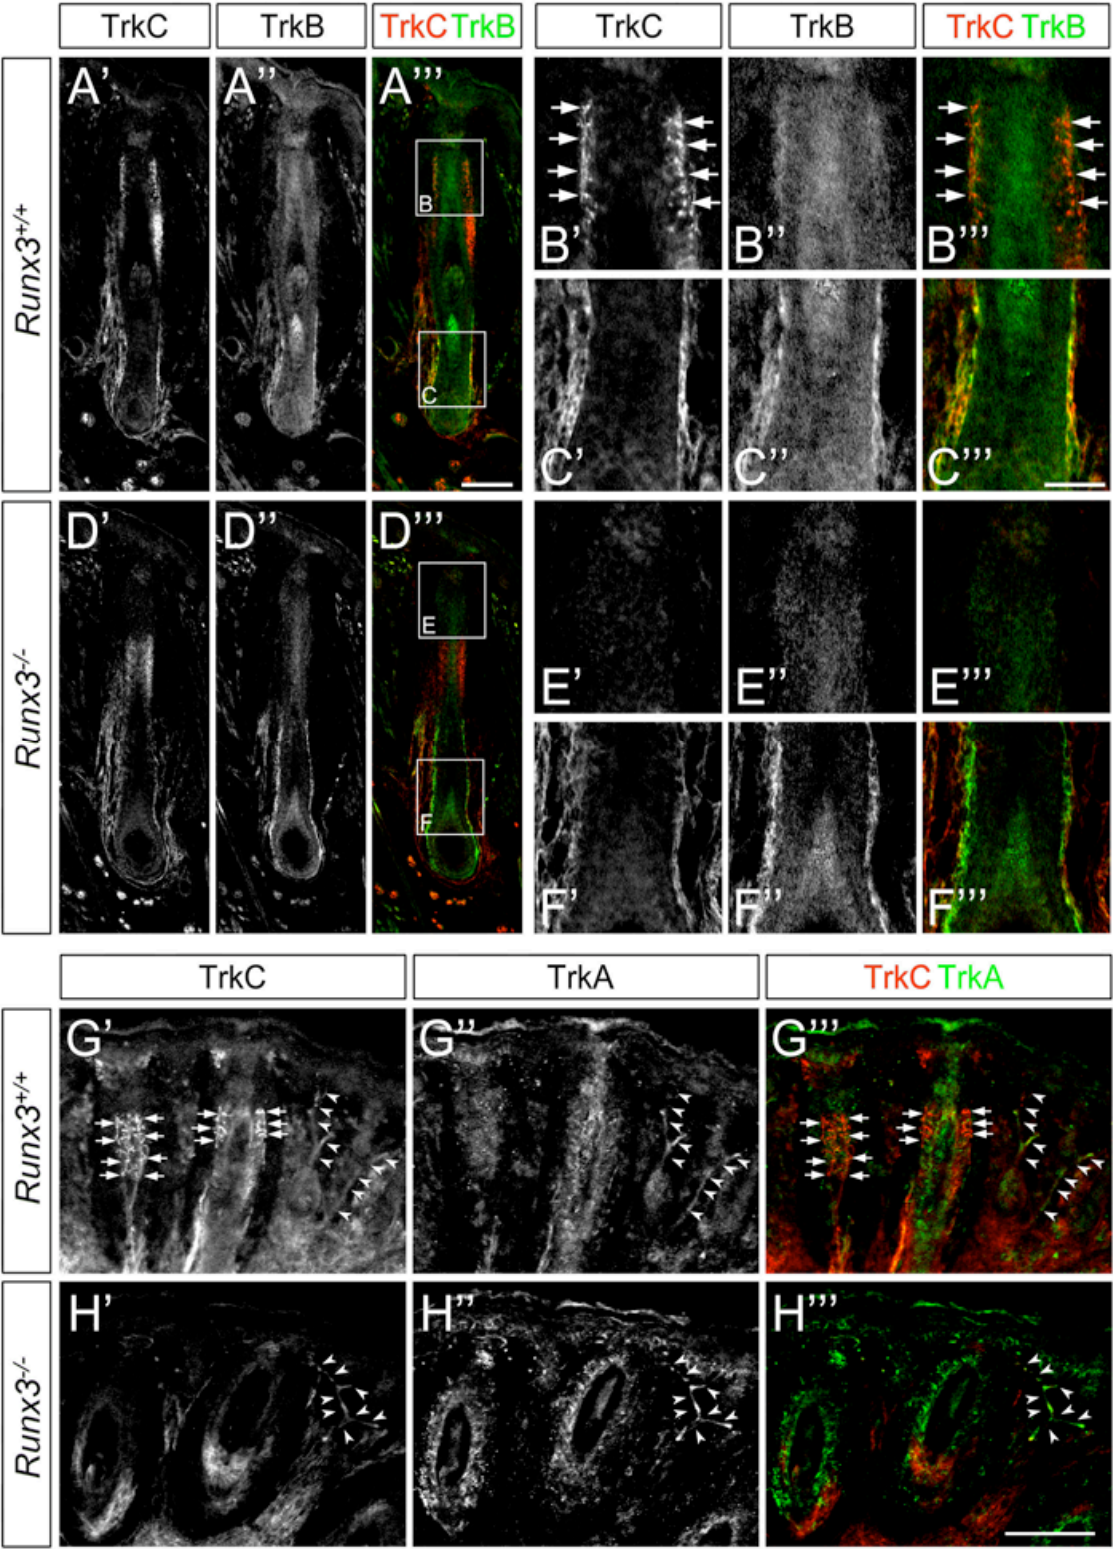 TrkC TrkB TrkC TrkB TrkC TrkB TrkC TrkB
Runx3+/+
A’ A’’ A’’’ B’ B’’ B’’’
B
C
C’ C’’ C’’’
Runx3-/-
D’ D’’ D’’’
E
F
E’ E’’ E’’’
F’ F’’ F’’’
TrkC TrkA TrkC TrkA
Runx3+/+
G’ G’’ G’’’
Runx3-/-
H’ H’’ H’’’